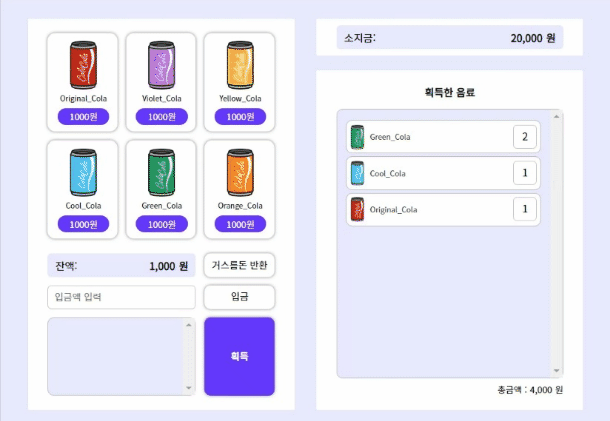 Original_Cola
Violet_Cola
Yellow_Cola
1000원
1000원
1000원
Cool_Cola
Green_Cola
Orange_Cola
1000원
1000원
1000원
잔액: 1,000 원
거스름돈 반환
입금액 입력
입금
획득
소지금: 20,000 원
획득한 음료
Green_Cola 2
Cool_Cola 1
Original_Cola 1
총금액 : 4,000 원